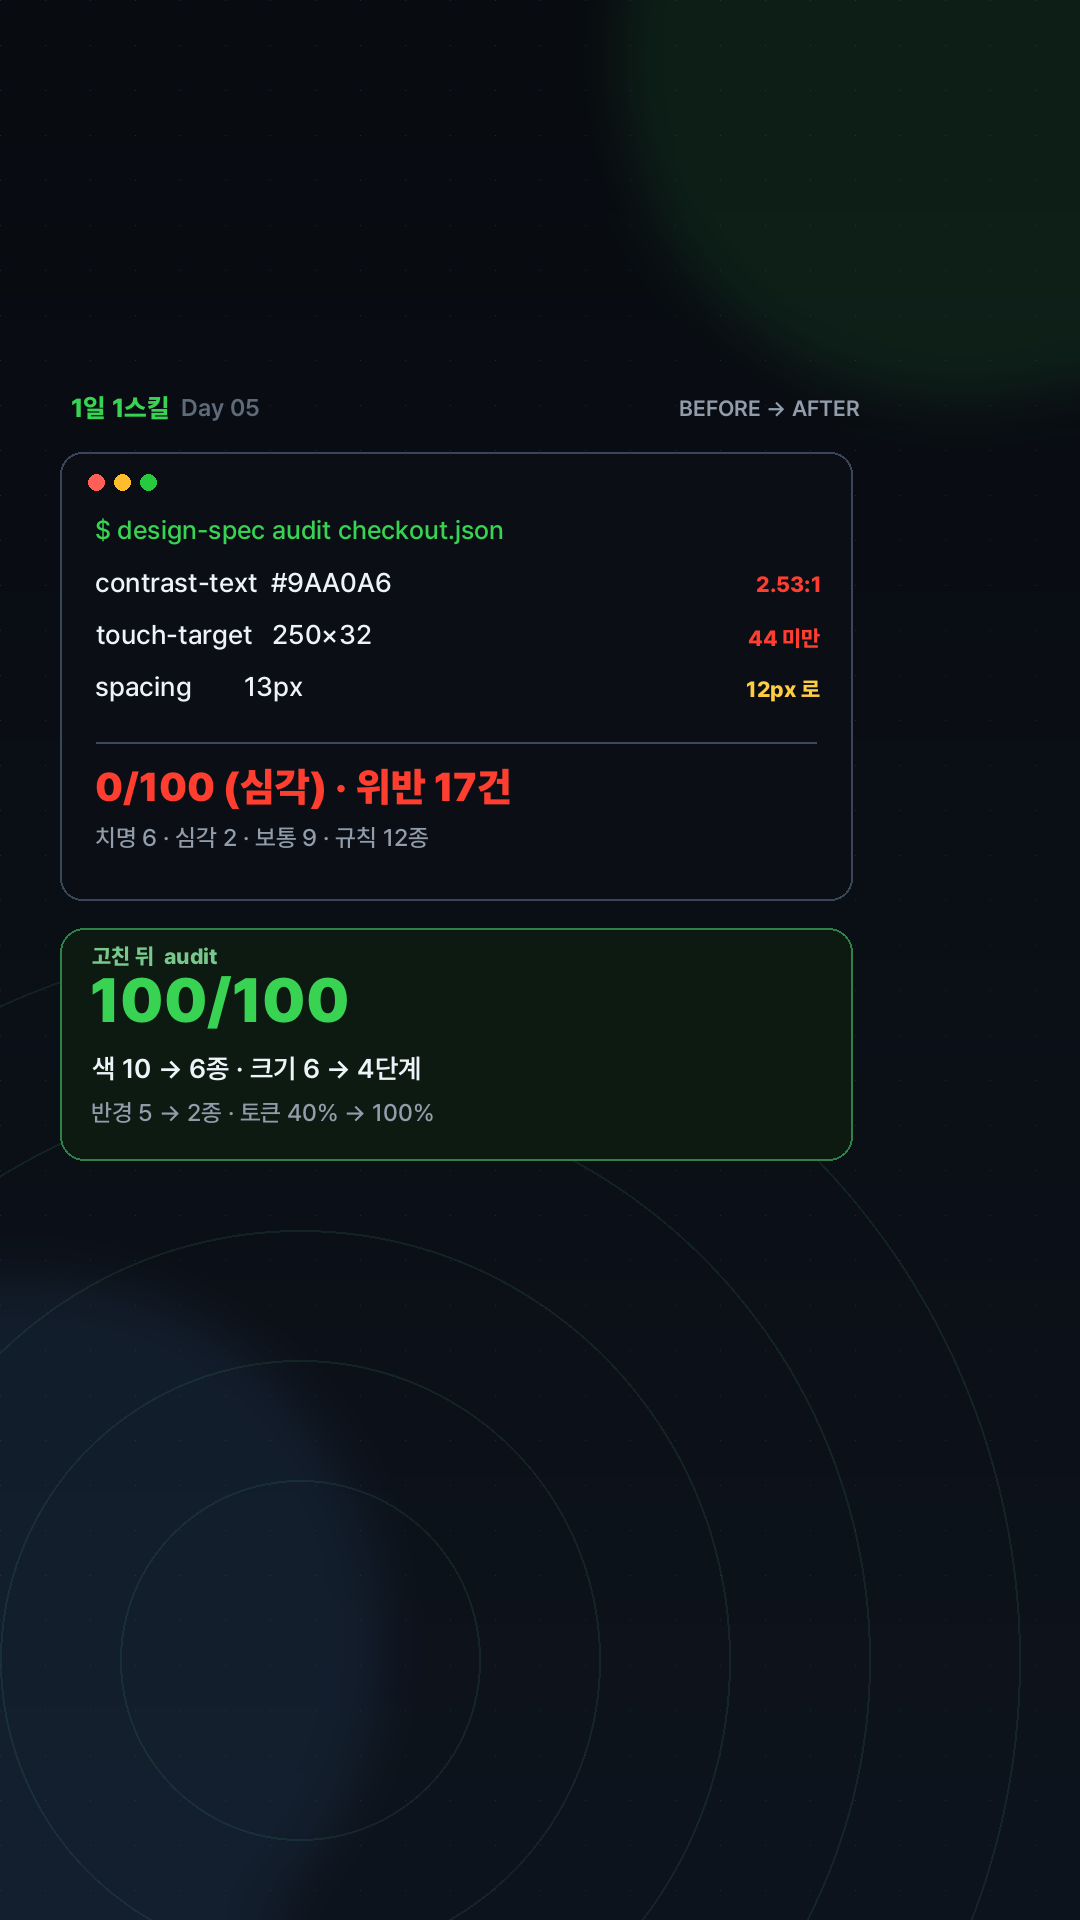 1일 1스킬 Day 05
BEFORE → AFTER
$ design-spec audit checkout.json
contrast-text #9AA0A6 2.53:1
touch-target 250×32 44 미만
spacing 13px 12px 로
0/100 (심각) · 위반 17건
치명 6 · 심각 2 · 보통 9 · 규칙 12종
고친 뒤 audit
100/100
색 10 → 6종 · 크기 6 → 4단계
반경 5 → 2종 · 토큰 40% → 100%